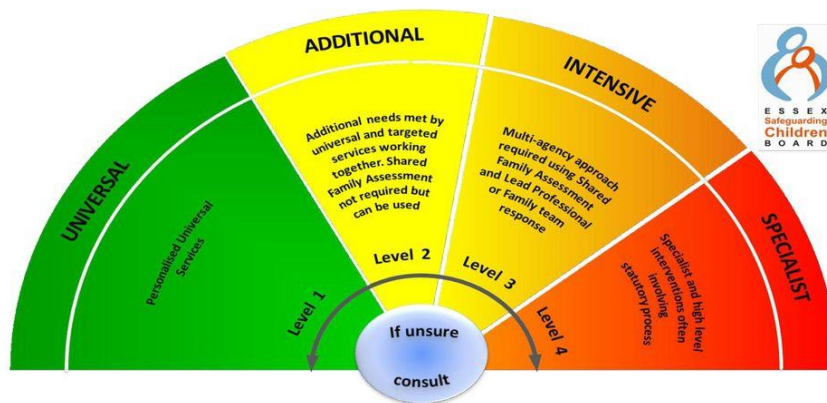 UNIVERSAL
Personalised Universal
Services
Level 1
ADDITIONAL
Additional needs met by
universal and targeted
services working
together. Shared
Family Assessment
not required but
can be used
Level 2
INTENSIVE
Multi-agency approach
required using Shared
Family Assessment
and Lead Professional
or Family team
response
Level 3
SPECIALIST
Specialist and high level
interventions often
involving
statutory process
Level 4
If unsure
consult
ESSEX
Safeguarding
Children
BOARD